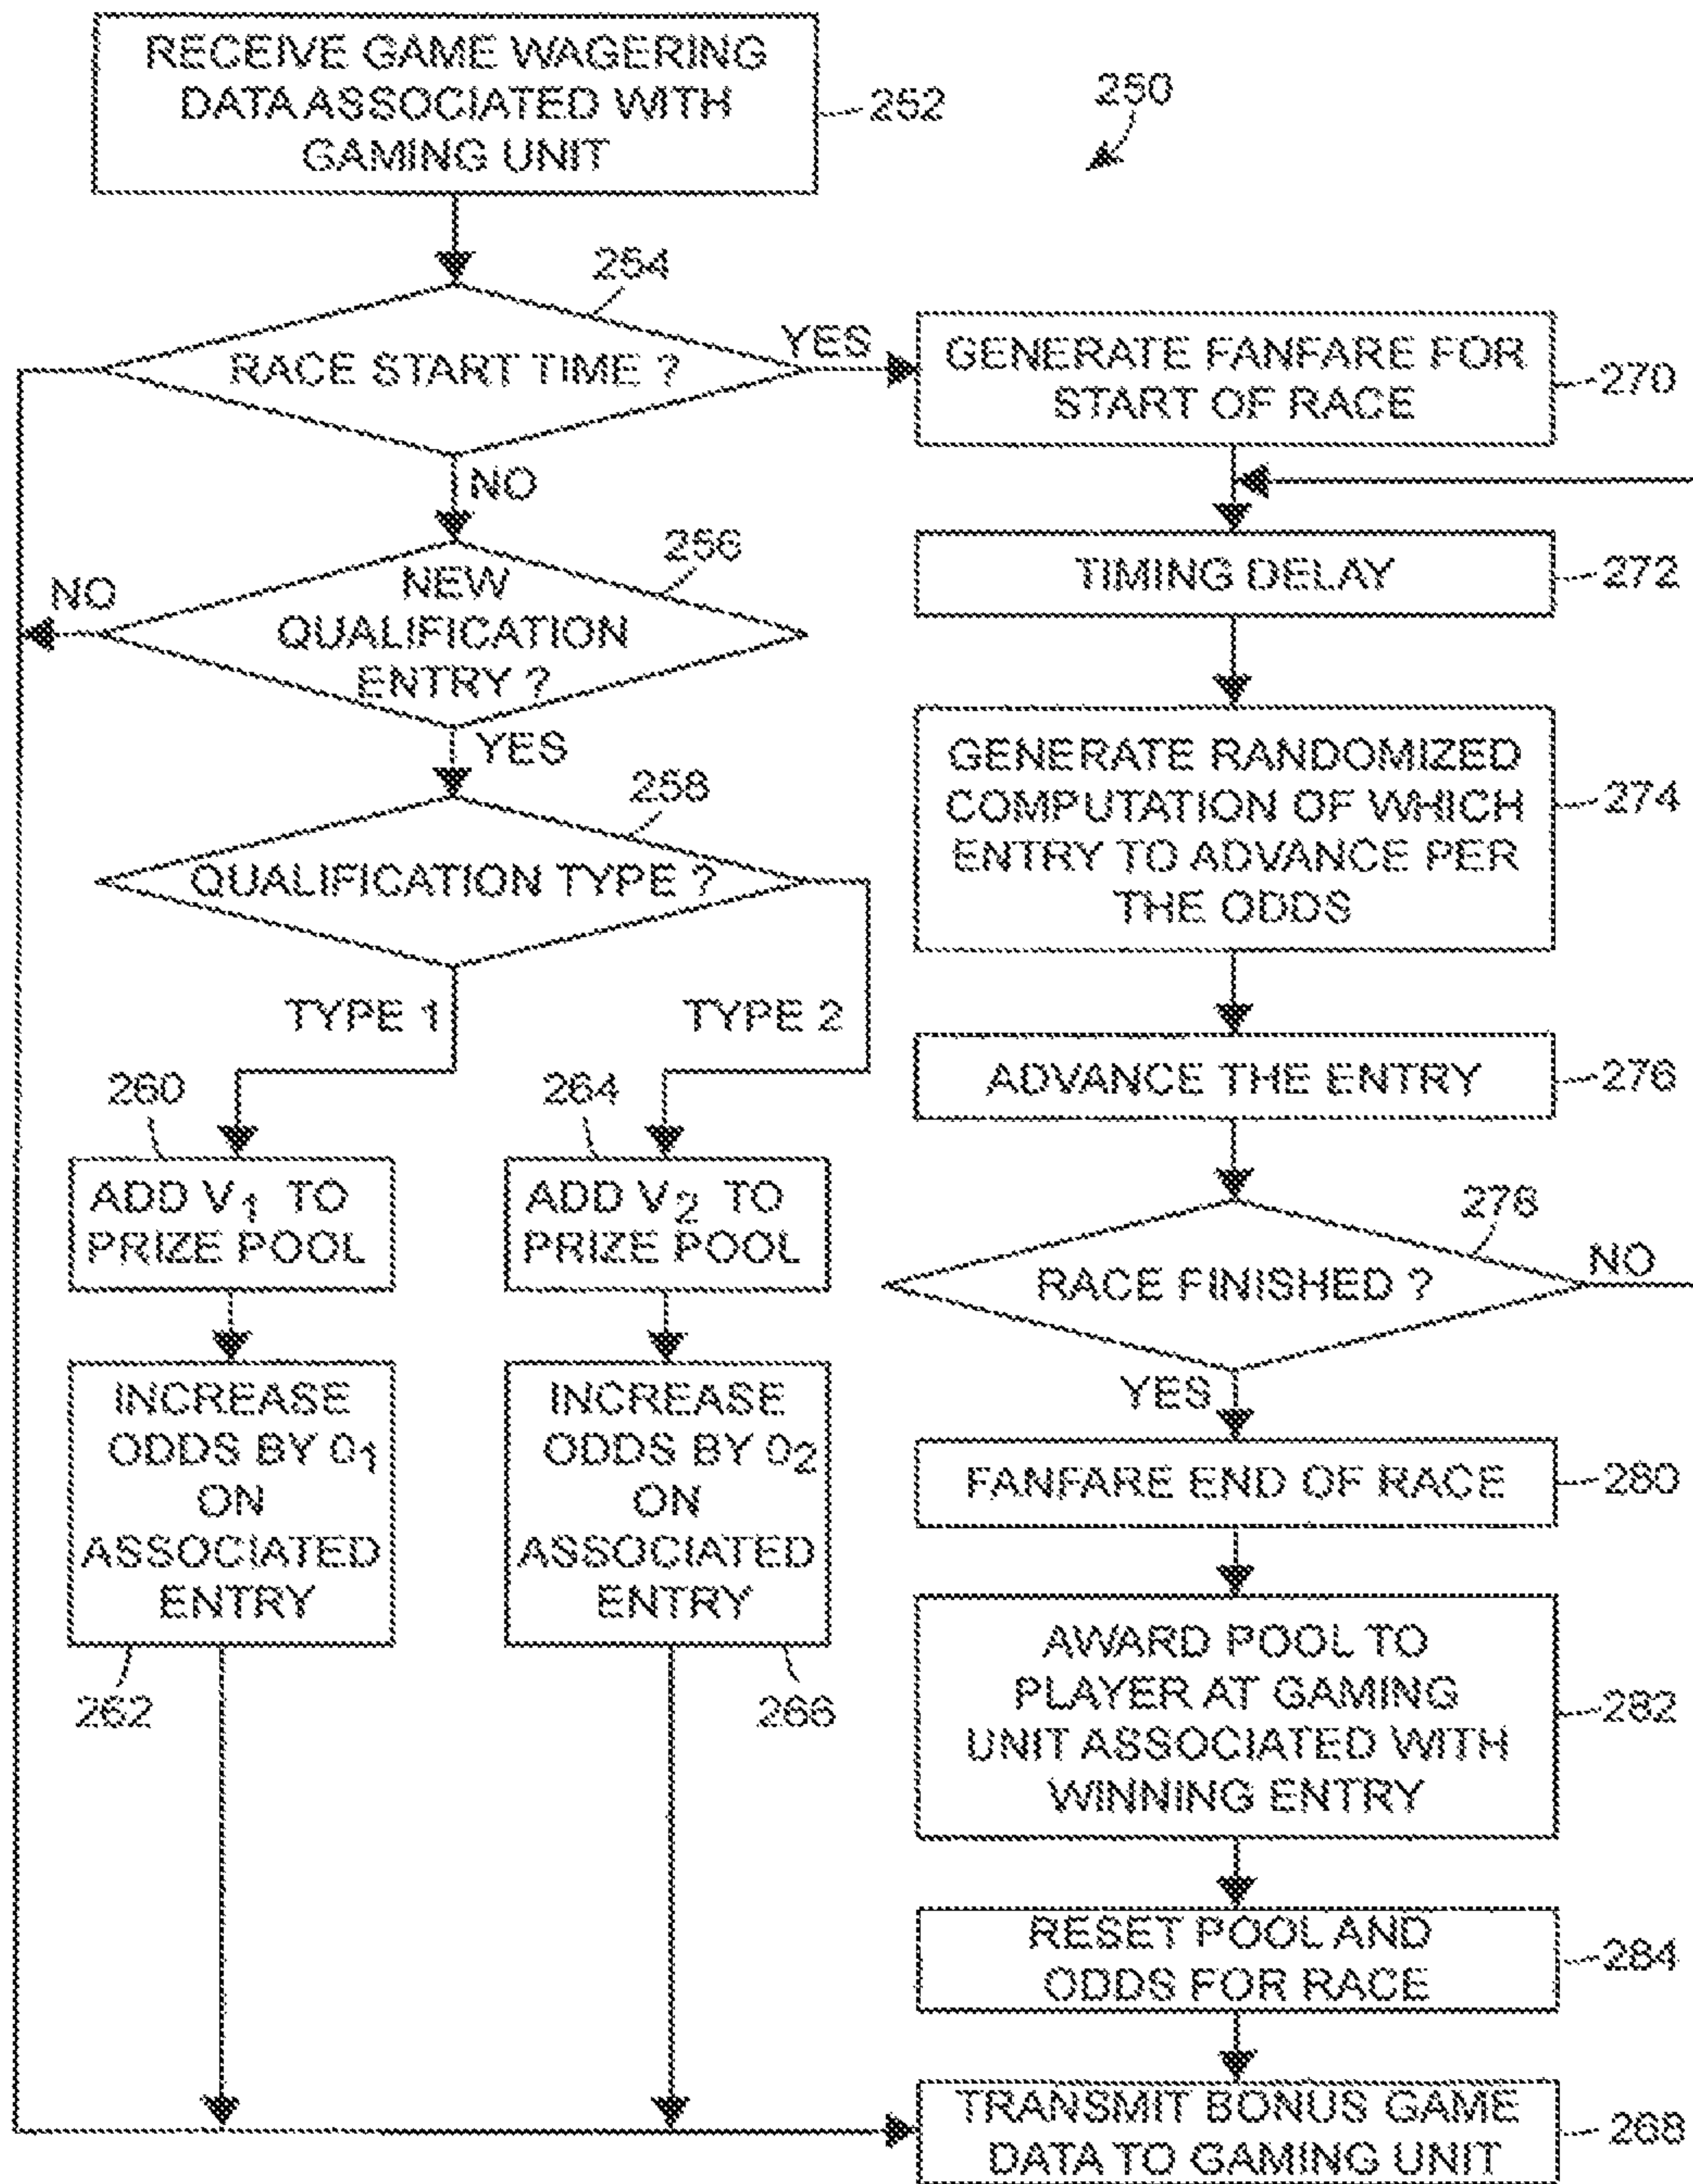 RECEIVE GAME WAGERING
DATA ASSOCIATED WITH
GAMING UNIT
252
250
254
RACE START TIME ?
YES
NO
GENERATE FANFARE FOR
START OF RACE
270
256
NEW
QUALIFICATION
ENTRY ?
NO
YES
TIMING DELAY
272
258
QUALIFICATION TYPE ?
TYPE 1
TYPE 2
GENERATE RANDOMIZED
COMPUTATION OF WHICH
ENTRY TO ADVANCE PER
THE ODDS
274
ADVANCE THE ENTRY
276
260
ADD V1 TO
PRIZE POOL
264
ADD V2 TO
PRIZE POOL
278
RACE FINISHED ?
NO
YES
INCREASE
ODDS BY 01
ON
ASSOCIATED
ENTRY
262
INCREASE
ODDS BY 02
ON
ASSOCIATED
ENTRY
266
FANFARE END OF RACE
280
AWARD POOL TO
PLAYER AT GAMING
UNIT ASSOCIATED WITH
WINNING ENTRY
282
RESET POOL AND
ODDS FOR RACE
284
TRANSMIT BONUS GAME
DATA TO GAMING UNIT
268